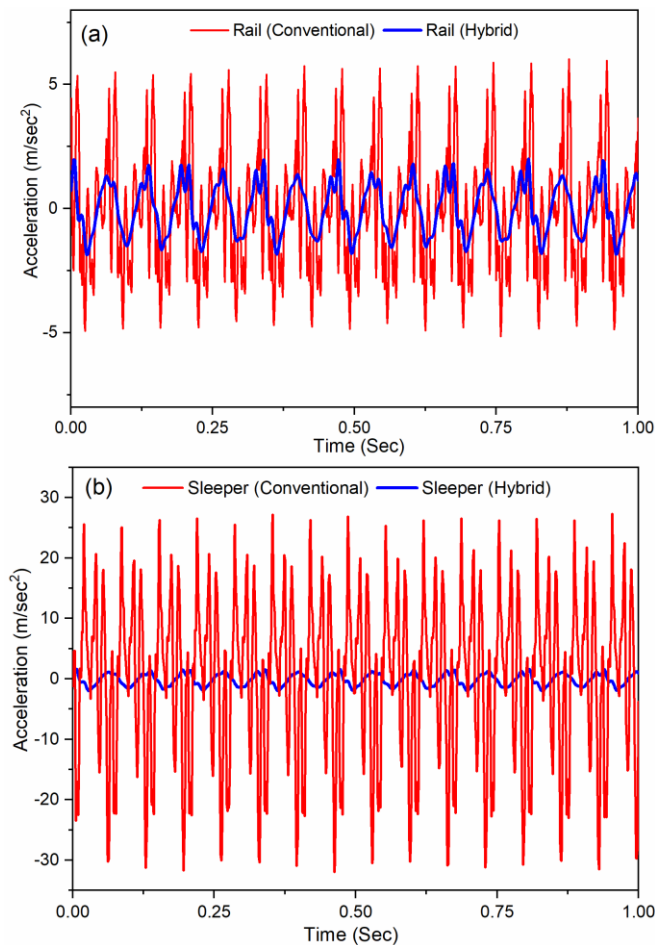 (a)
Rail (Conventional) Rail (Hybrid)
Acceleration (m/sec²)
5
0
-5
0.00 0.25 0.50 0.75 1.00
Time (Sec)
(b)
Sleeper (Conventional) Sleeper (Hybrid)
Acceleration (m/sec²)
30
20
10
0
-10
-20
-30
0.00 0.25 0.50 0.75 1.00
Time (Sec)